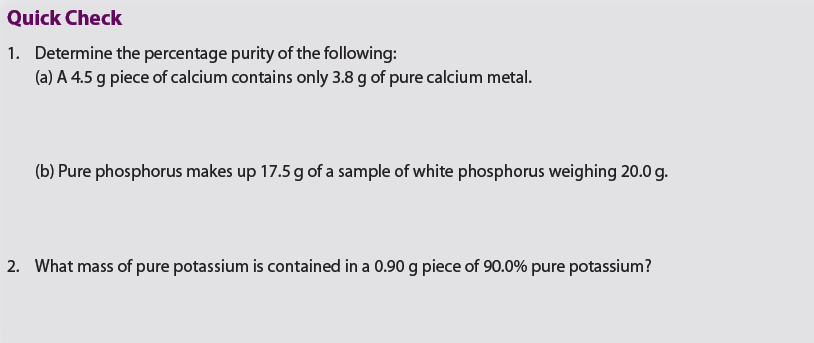 Quick Check
1. Determine the percentage purity of the following:
(a) A 4.5 g piece of calcium contains only 3.8 g of pure calcium metal.
(b) Pure phosphorus makes up 17.5 g of a sample of white phosphorus weighing 20.0 g.
2. What mass of pure potassium is contained in a 0.90 g piece of 90.0% pure potassium?